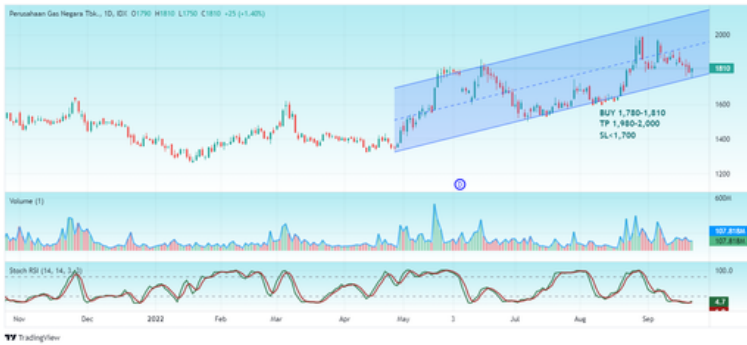 Perusahaan Gas Negara Tbk., 1D, IDX O1790 H1810 L1750 C1810 +25 (+1.40%)
2000
1810
1600
1400
1200
BUY 1,780-1,810
TP 1,980-2,000
SL<1,700
D
Volume (1)
600M
107.818M
107.818M
Stoch RSI (14, 14, 3, 3)
100.0
4.7
Nov Dec 2022 Feb Mar Apr May 3 Jul Aug Sep
TradingView